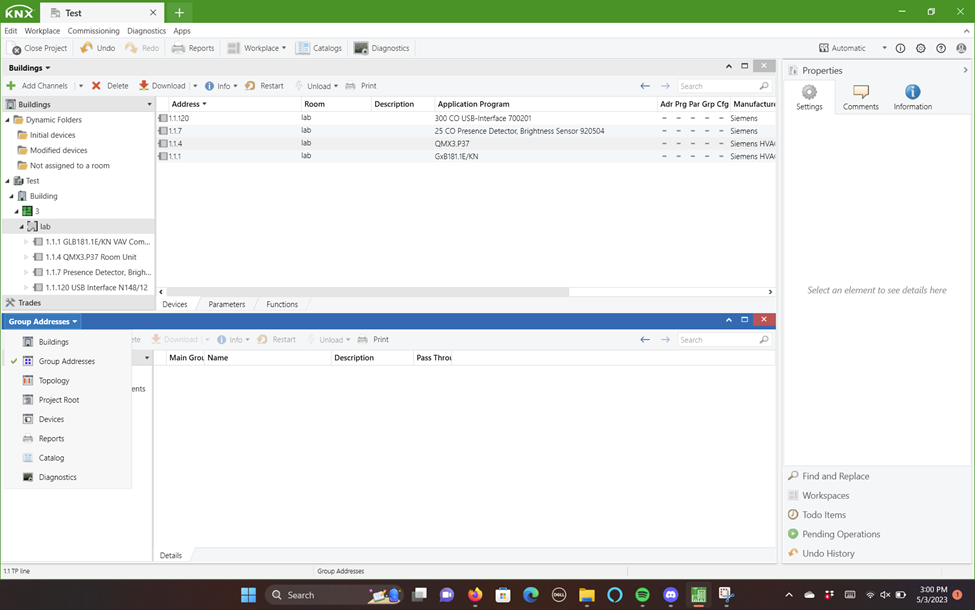 KNX Test
Edit Workplace Commissioning Diagnostics Apps
Close Project Undo Redo Reports Workplace Catalogs Diagnostics Automatic
Buildings
Add Channels Delete Download Info Restart Unload Print Search
Buildings
Address Room Description Application Program Adr Prg Par Grp Cfg Manufacture
Dynamic Folders
Initial devices
Modified devices
Not assigned to a room
Test
Building
3
lab
1.1.1 GLB181.1E/KN VAV Com...
1.1.4 QMX3.P37 Room Unit
1.1.7 Presence Detector, Brigh...
1.1.120 USB Interface N148/12
Trades
1.1.120 lab 300 CO USB-Interface 700201 - - - - - Siemens
1.1.7 lab 25 CO Presence Detector, Brightness Sensor 920504 - - - - - Siemens
1.1.4 lab QMX3.P37 - - - - - Siemens HVA
1.1.1 lab GxB181.1E/KN - - - - - Siemens HVA
Devices Parameters Functions
Group Addresses
ete Download Info Restart Unload Print Search
Main Grou Name Description Pass Throu
ents
Buildings
Group Addresses
Topology
Project Root
Devices
Reports
Catalog
Diagnostics
Details
Properties
Settings Comments Information
Select an element to see details here
Find and Replace
Workspaces
Todo Items
Pending Operations
Undo History
1.1 TP line Group Addresses
Search
DELL
3:00 PM
5/3/2023
1